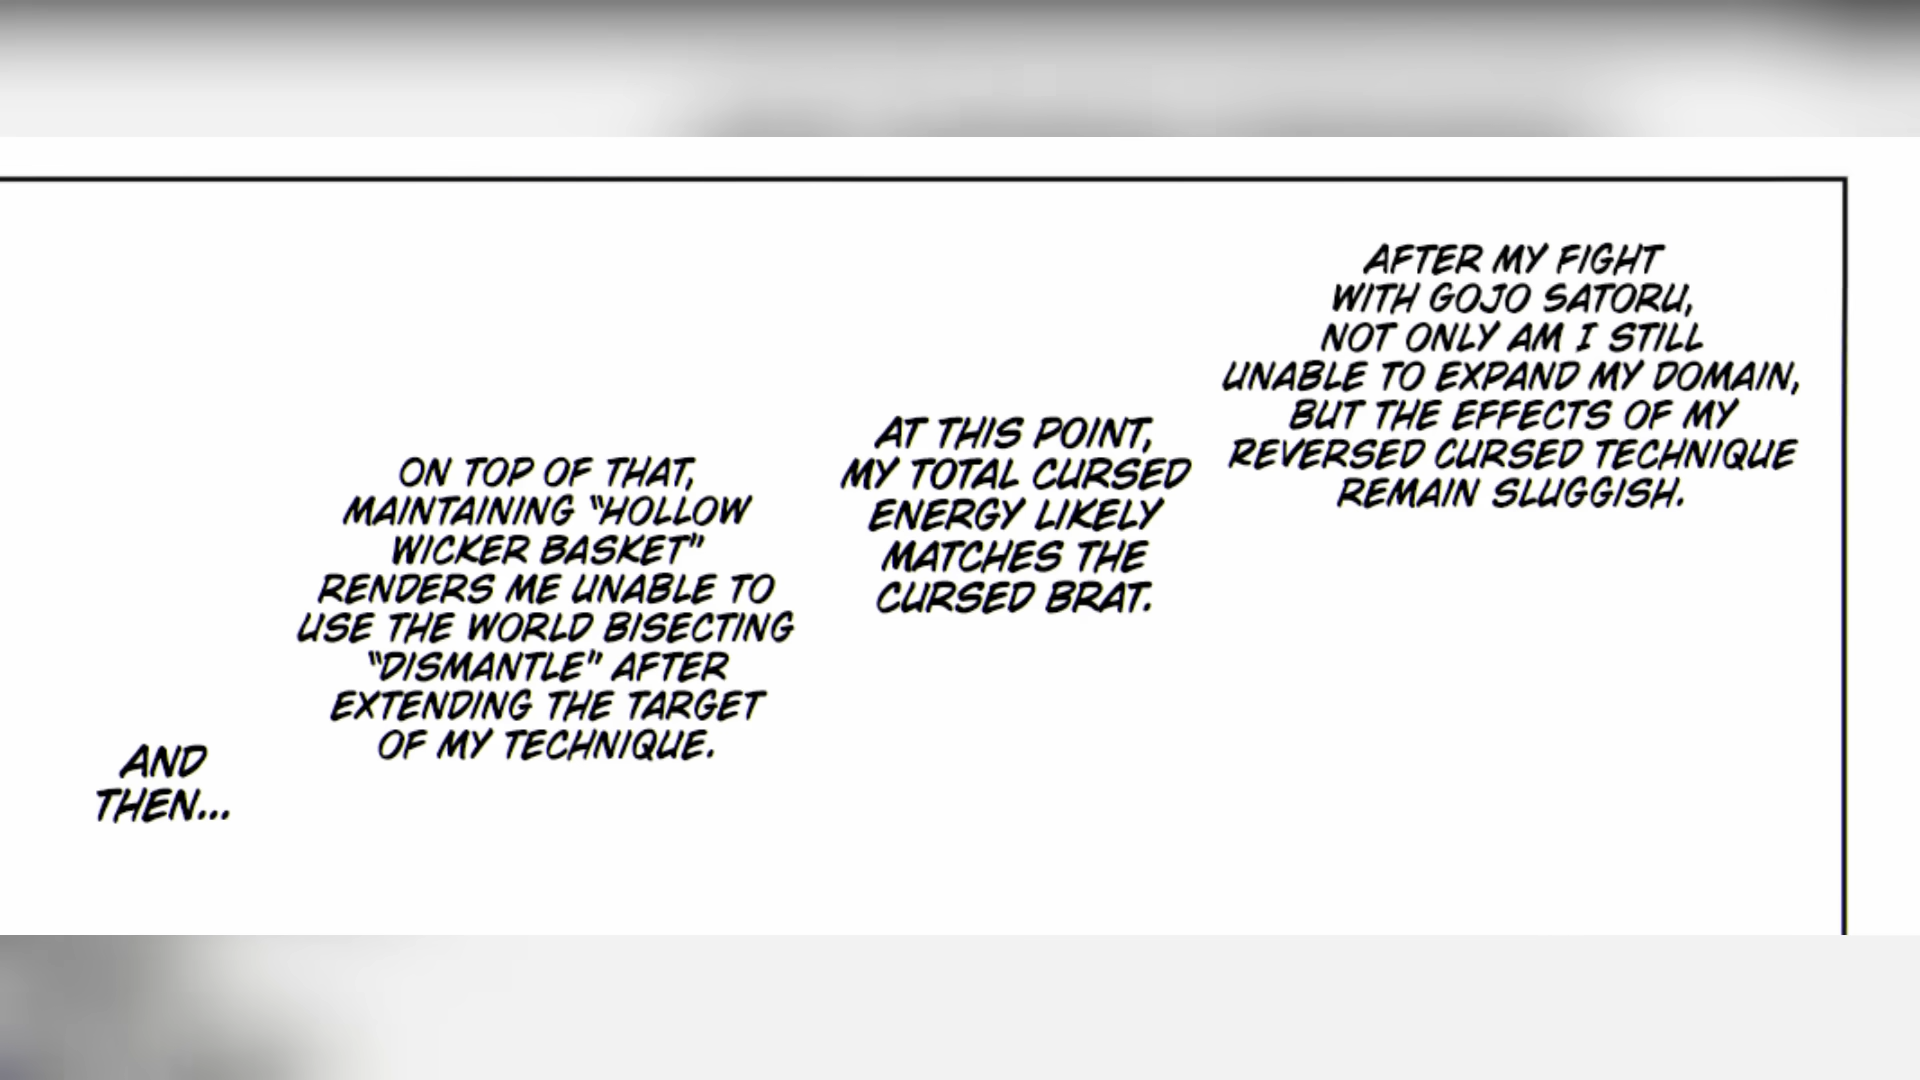 AFTER MY FIGHT
WITH GOJO SATORU,
NOT ONLY AM I STILL
UNABLE TO EXPAND MY DOMAIN,
BUT THE EFFECTS OF MY
REVERSED CURSED TECHNIQUE
REMAIN SLUGGISH.
AT THIS POINT,
MY TOTAL CURSED
ENERGY LIKELY
MATCHES THE
CURSED BRAT.
ON TOP OF THAT,
MAINTAINING "HOLLOW
WICKER BASKET"
RENDERS ME UNABLE TO
USE THE WORLD BISECTING
"DISMANTLE" AFTER
EXTENDING THE TARGET
OF MY TECHNIQUE.
AND
THEN...